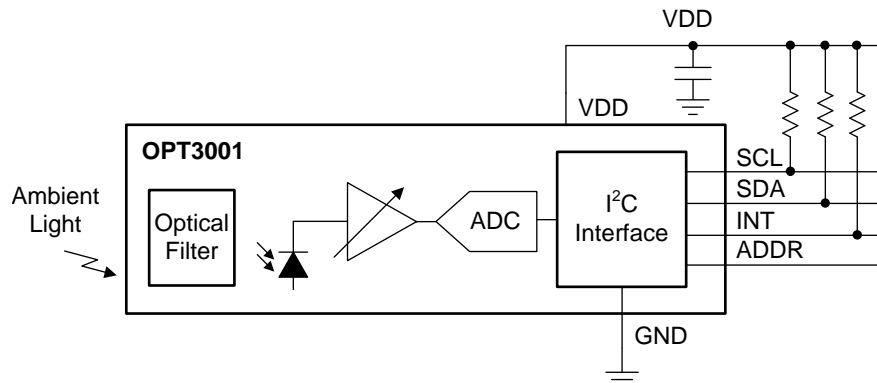 VDD
VDD
OPT3001
Ambient
Light
Optical
Filter
ADC
I²C
Interface
SCL
SDA
INT
ADDR
GND